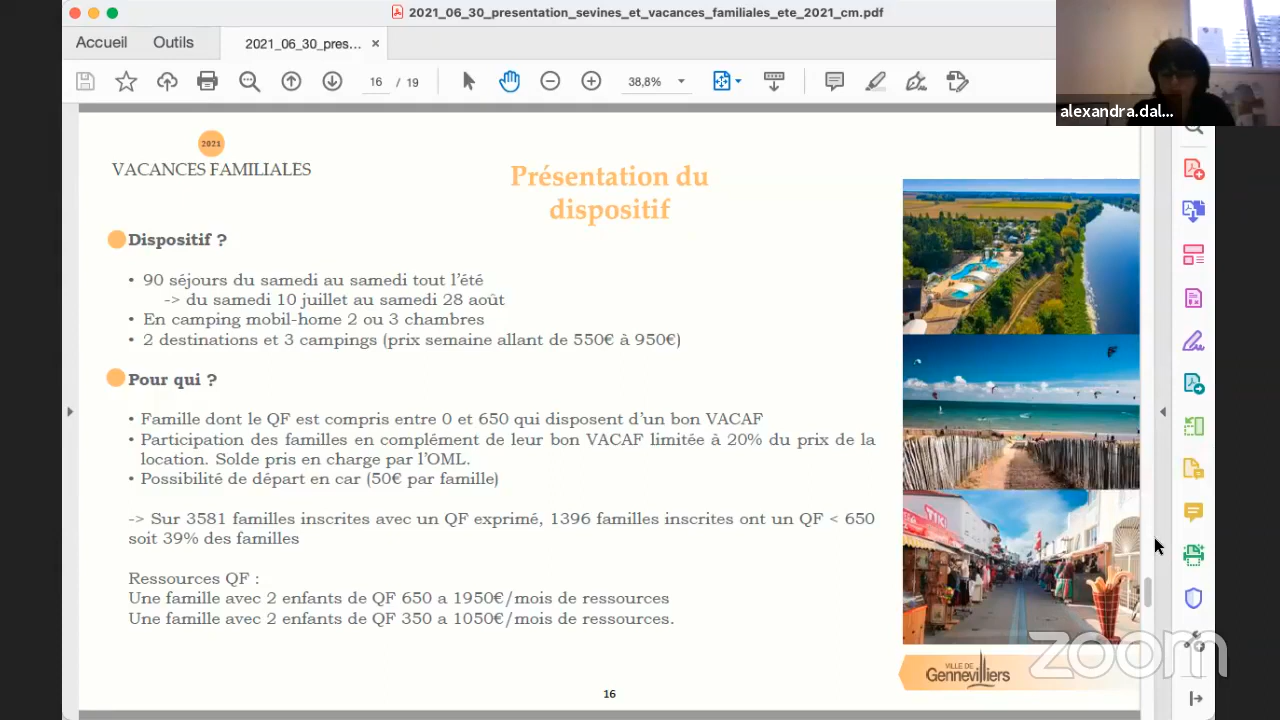 2021_06_30_presentation_sevines_et_vacances_familiales_ete_2021_cm.pdf
Accueil
Outils
2021_06_30_pres... ×
16 / 19
38,8%
alexandra.dal...
2021
VACANCES FAMILIALES
Présentation du
dispositif
Dispositif ?
• 90 séjours du samedi au samedi tout l'été
-> du samedi 10 juillet au samedi 28 août
• En camping mobil-home 2 ou 3 chambres
• 2 destinations et 3 campings (prix semaine allant de 550€ à 950€)
Pour qui ?
• Famille dont le QF est compris entre 0 et 650 qui disposent d'un bon VACAF
• Participation des familles en complément de leur bon VACAF limitée à 20% du prix de la
location. Solde pris en charge par l'OML.
• Possibilité de départ en car (50€ par famille)
-> Sur 3581 familles inscrites avec un QF exprimé, 1396 familles inscrites ont un QF < 650
soit 39% des familles
Ressources QF :
Une famille avec 2 enfants de QF 650 a 1950€/mois de ressources
Une famille avec 2 enfants de QF 350 a 1050€/mois de ressources.
TIKI
VILLE DE
Gennevilliers
zoom
16